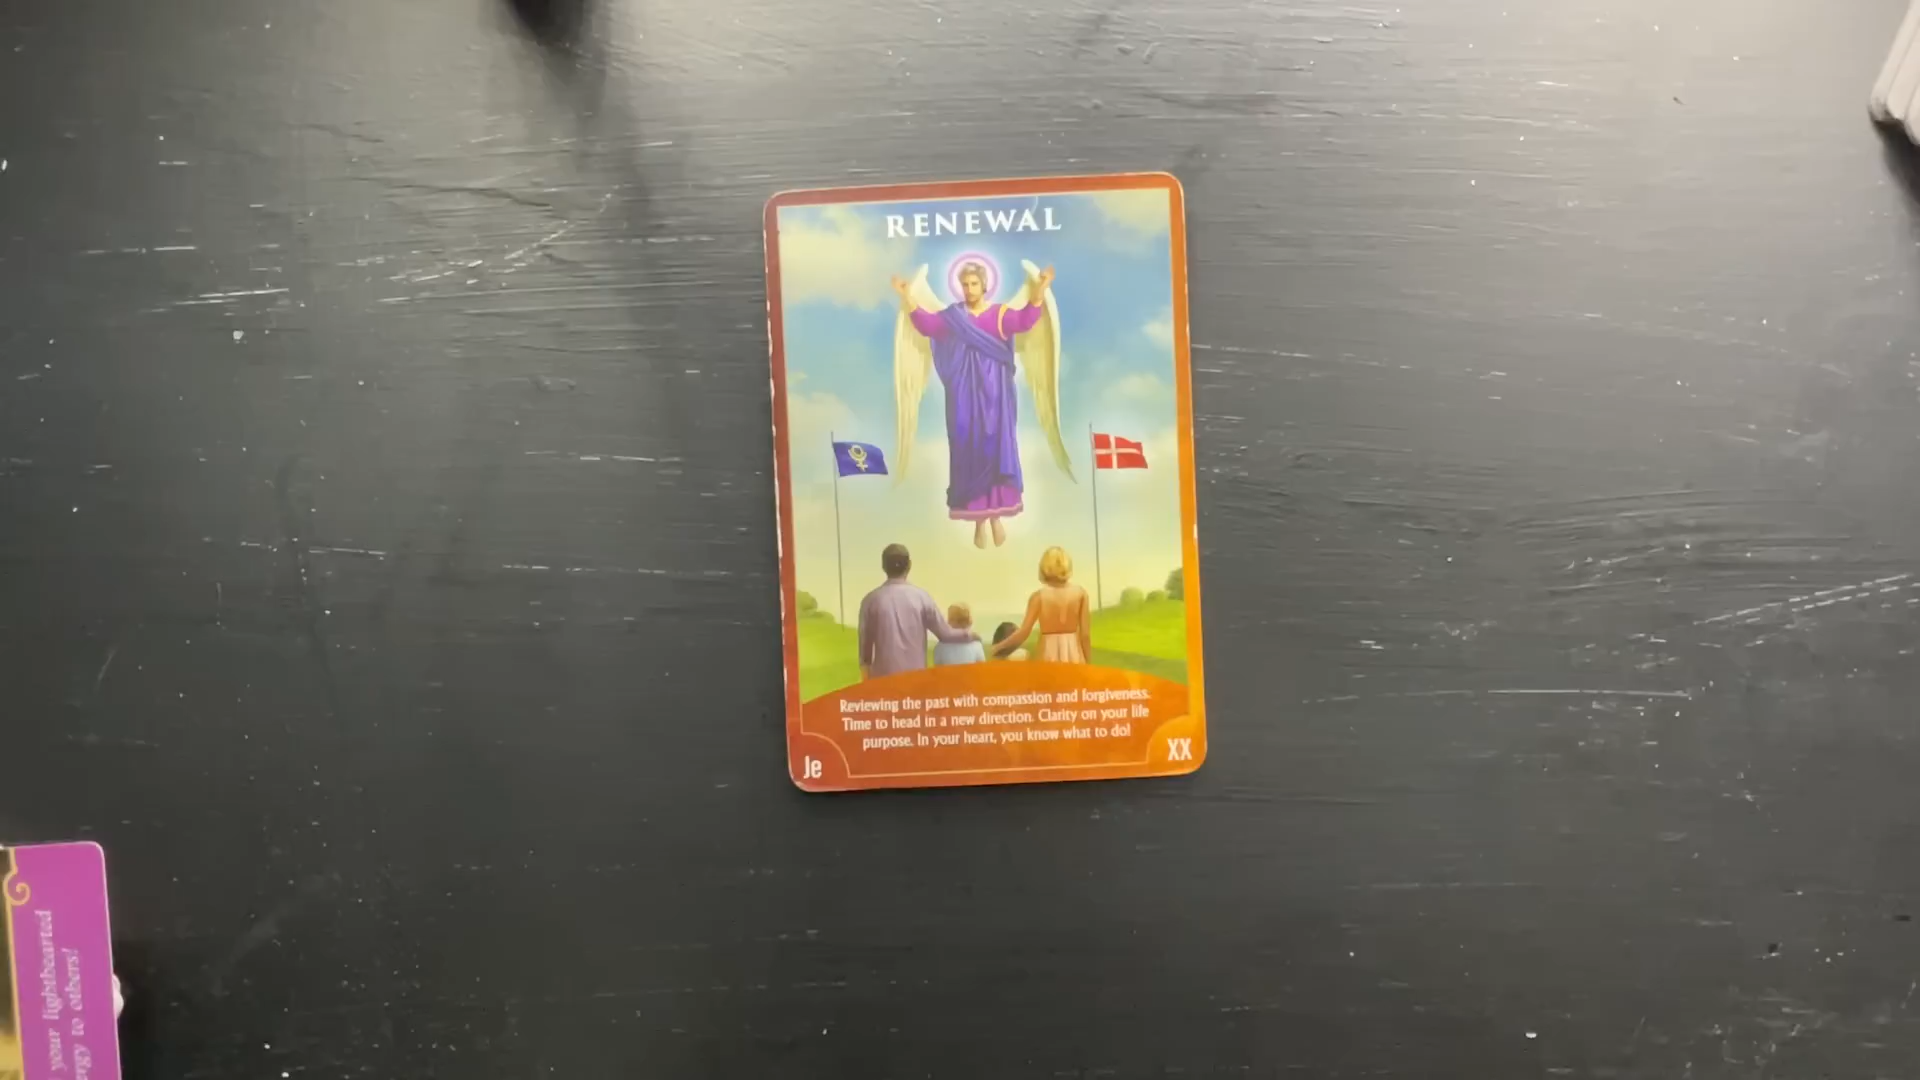 RENEWAL
Reviewing the past with compassion and forgiveness.
Time to head in a new direction. Clarity on your life
purpose. In your heart, you know what to do!
Je
XX
your lighthearted
to others!